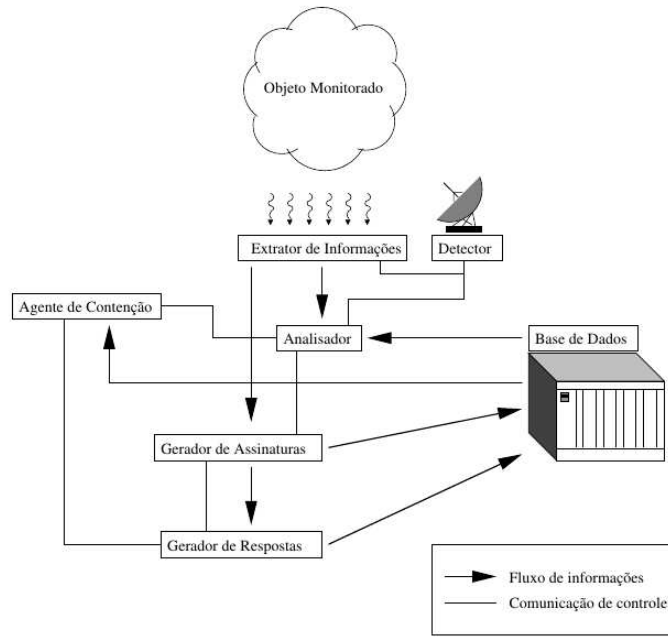 Objeto Monitorado
Extrator de Informações
Detector
Agente de Contenção
Analisador
Base de Dados
Gerador de Assinaturas
Gerador de Respostas
Fluxo de informações
Comunicação de controle